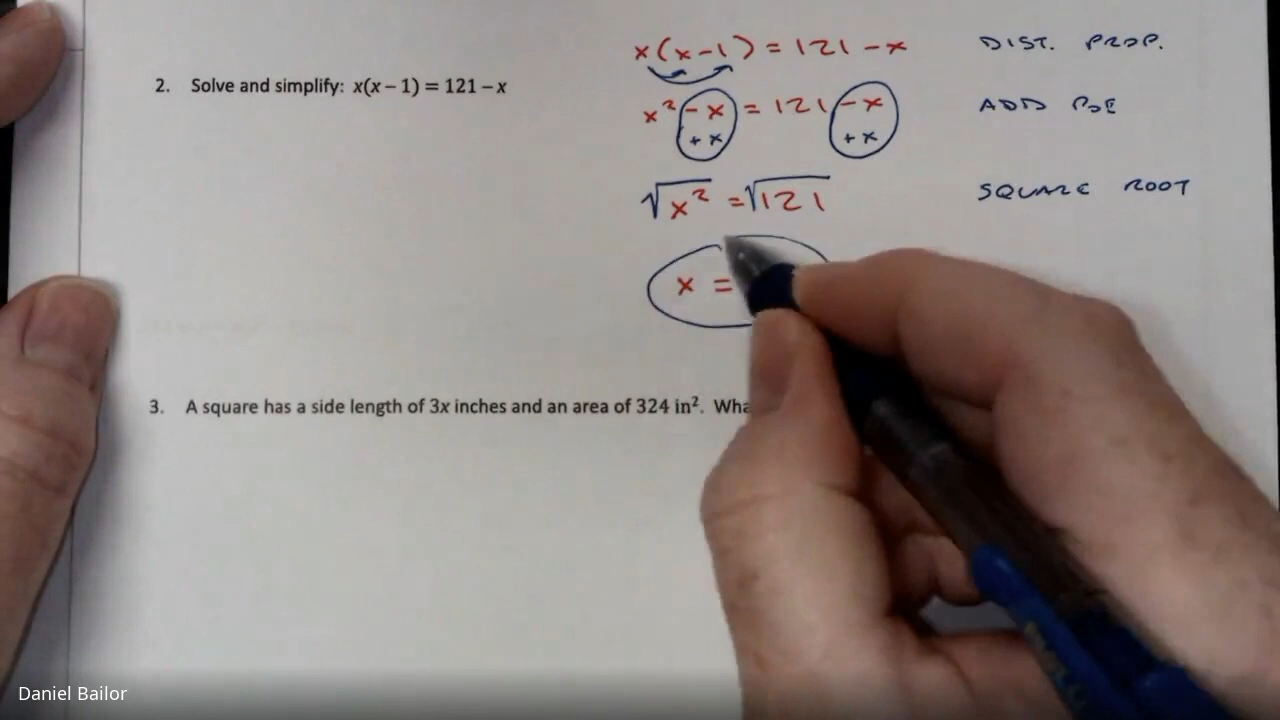 2. Solve and simplify: x(x – 1) = 121 – x
x(x-1) = 121 - x DIST. PROP.
x² - x = 121 - x ADD POE
+x +x
√x² = √121 SQUARE ROOT
x =
3. A square has a side length of 3x inches and an area of 324 in².
Daniel Bailor